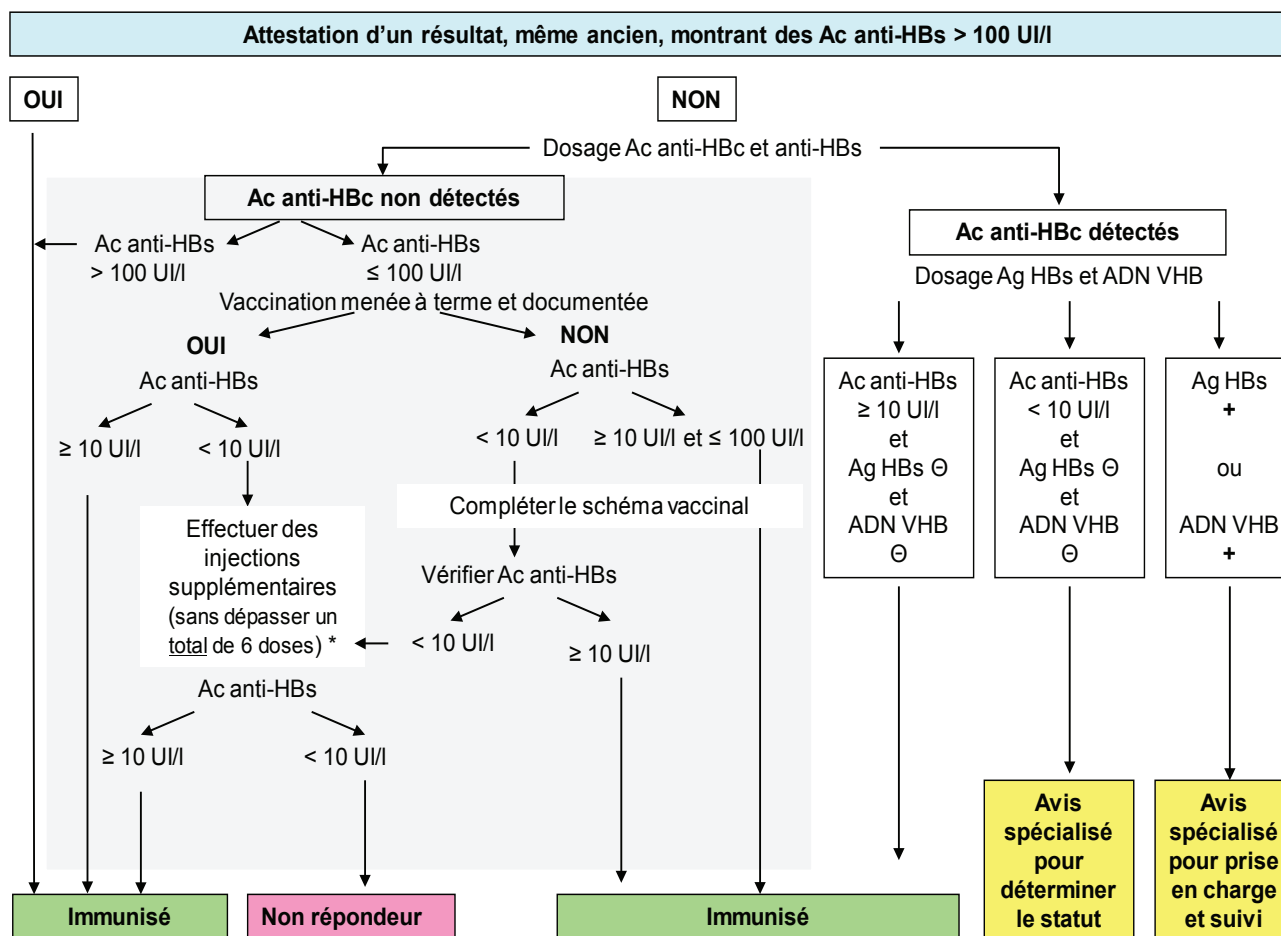 Attestation d'un résultat, même ancien, montrant des Ac anti-HBs > 100 UI/l
OUI
NON
Dosage Ac anti-HBc et anti-HBs
Ac anti-HBc non détectés
Ac anti-HBs
> 100 UI/l
Ac anti-HBs
≤ 100 UI/l
Vaccination menée à terme et documentée
OUI
Ac anti-HBs
≥ 10 UI/l
< 10 UI/l
NON
Ac anti-HBs
< 10 UI/l
≥ 10 UI/l et ≤ 100 UI/l
Effectuer des
injections
supplémentaires
(sans dépasser un
total de 6 doses) *
Compléter le schéma vaccinal
Vérifier Ac anti-HBs
< 10 UI/l
≥ 10 UI/l
Ac anti-HBs
≥ 10 UI/l
< 10 UI/l
Ac anti-HBc détectés
Dosage Ag HBs et ADN VHB
Ac anti-HBs
≥ 10 UI/l
et
Ag HBs Θ
et
ADN VHB
Θ
Ac anti-HBs
< 10 UI/l
et
Ag HBs Θ
et
ADN VHB
Θ
Ag HBs
+
ou
ADN VHB
+
Immunisé
Non répondeur
Immunisé
Avis
spécialisé
pour
déterminer
le statut
Avis
spécialisé
pour prise
en charge
et suivi